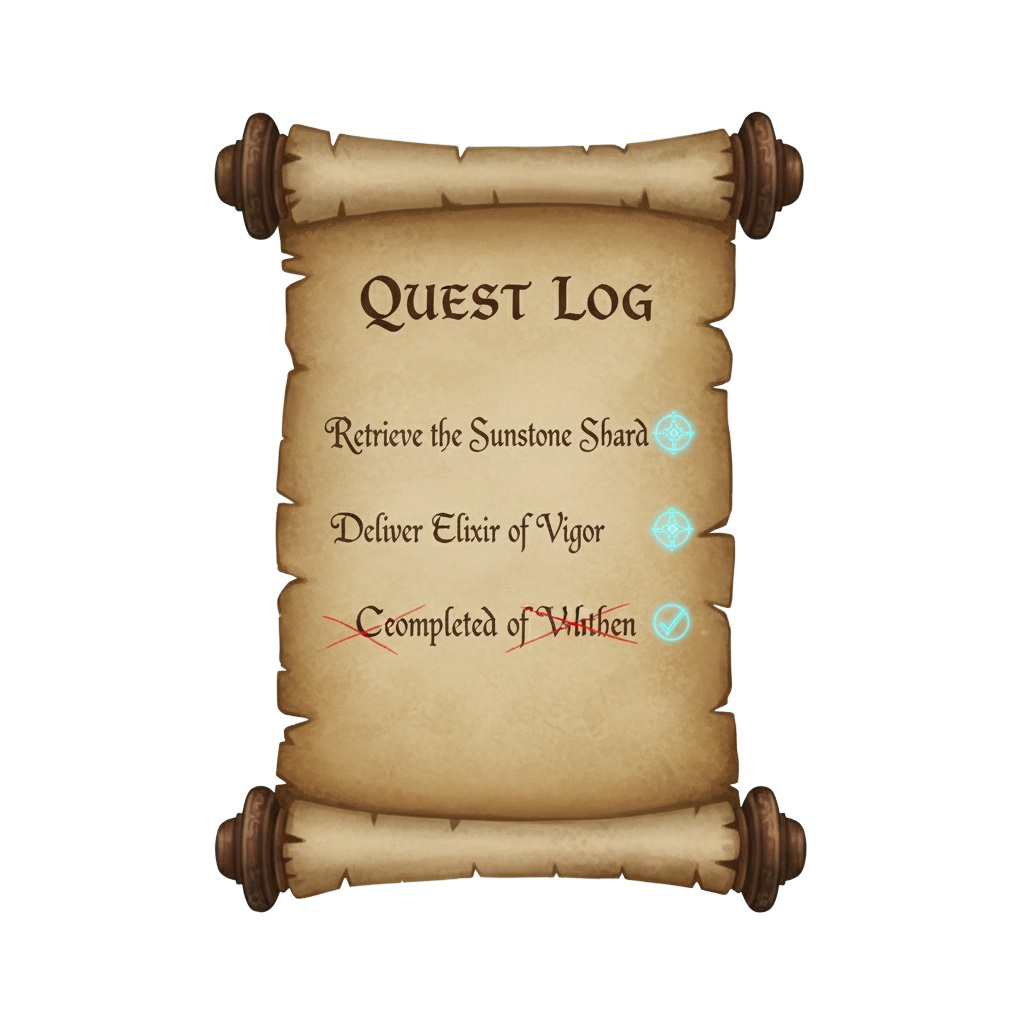 Quest Log
Retrieve the Sunstone Shard
Deliver Elixir of Vigor
Ceompleted of